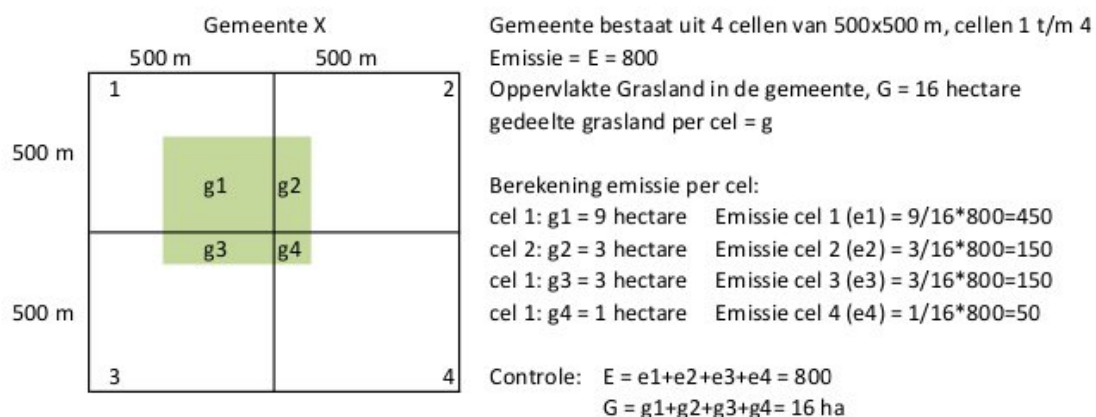 Gemeente X
500 m 500 m
1 2
500 m
g1 g2
g3 g4
500 m
3 4
Gemeente bestaat uit 4 cellen van 500x500 m, cellen 1 t/m 4
Emissie = E = 800
Oppervlakte Grasland in de gemeente, G = 16 hectare
gedeelte grasland per cel = g
Berekening emissie per cel:
cel 1: g1 = 9 hectare Emissie cel 1 (e1) = 9/16*800=450
cel 2: g2 = 3 hectare Emissie cel 2 (e2) = 3/16*800=150
cel 1: g3 = 3 hectare Emissie cel 3 (e3) = 3/16*800=150
cel 1: g4 = 1 hectare Emissie cel 4 (e4) = 1/16*800=50
Controle: E = e1+e2+e3+e4 = 800
G = g1+g2+g3+g4= 16 ha